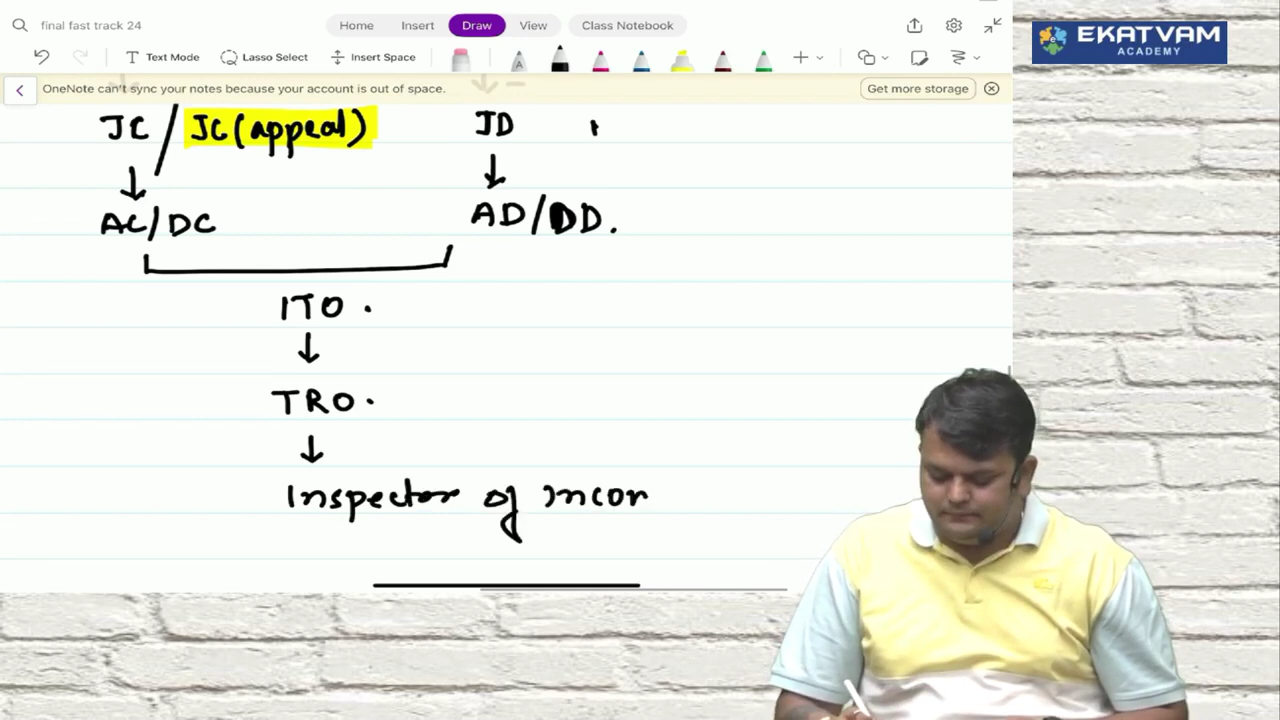 final fast track 24
Home Insert Draw View Class Notebook
EKATVAM
ACADEMY
Text Mode Lasso Select Insert Space
OneNote can't sync your notes because your account is out of space. Get more storage
JC / JC (appeal) JD
AC/DC AD/DD.
ITO.
TRO.
Inspector of incom